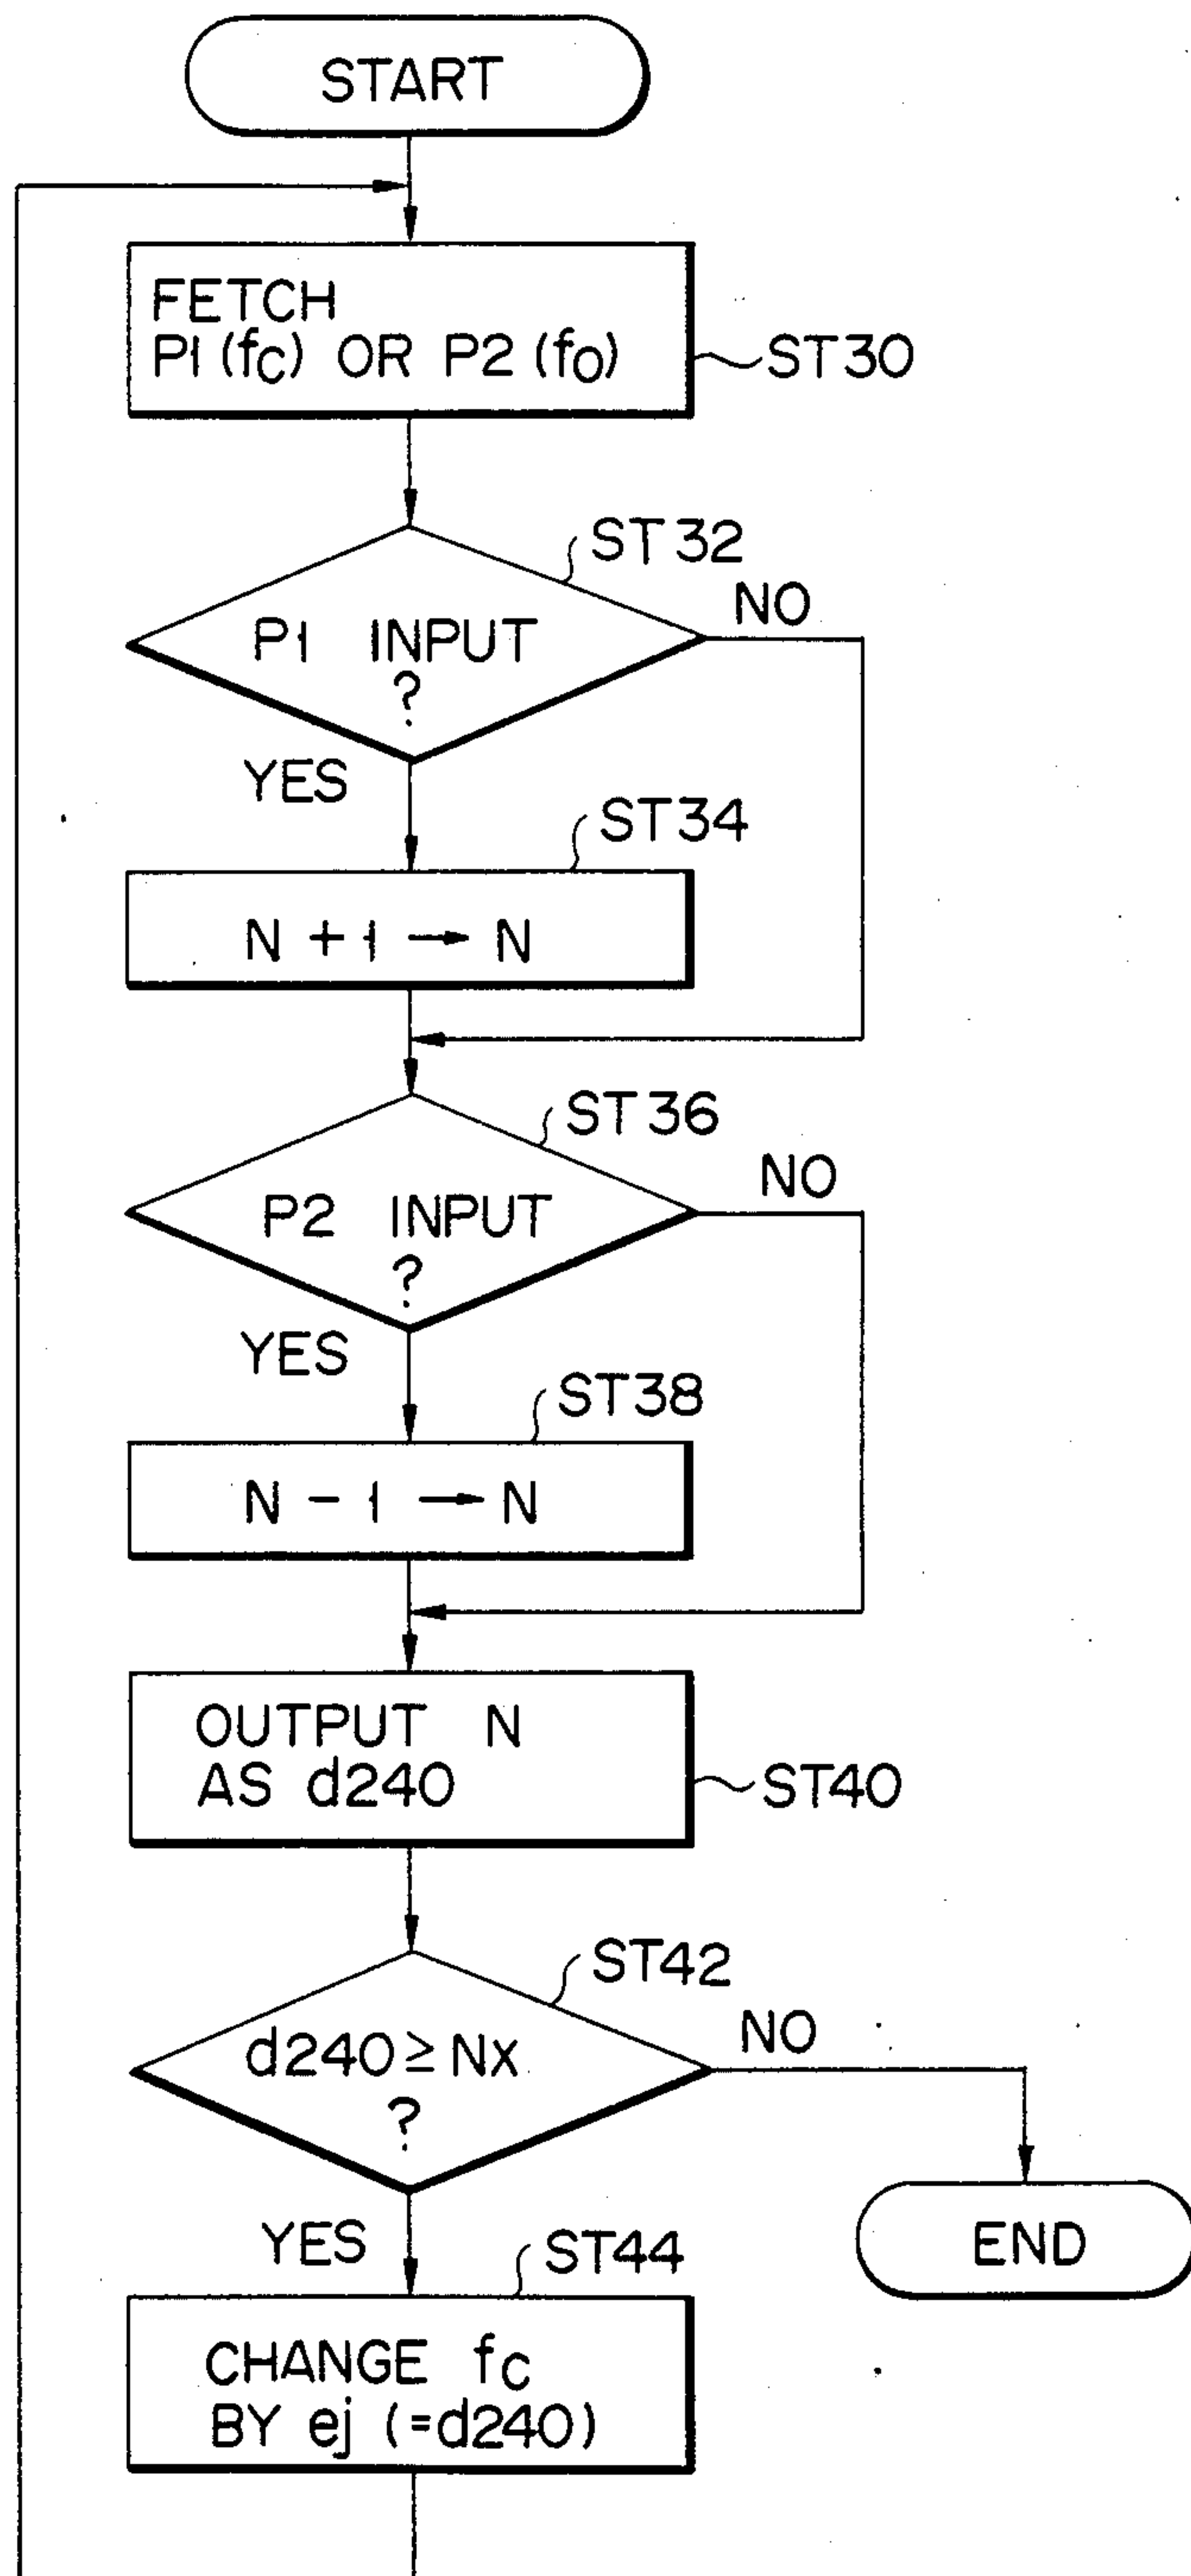 START
FETCH
P1 (fc) OR P2 (fo)
ST30
ST32
NO
P1 INPUT
?
YES
ST34
N + 1 → N
ST36
NO
P2 INPUT
?
YES
ST38
N - 1 → N
OUTPUT N
AS d240
ST40
ST42
NO
d240 ≥ Nx
?
YES
END
ST44
CHANGE fc
BY ej (=d240)